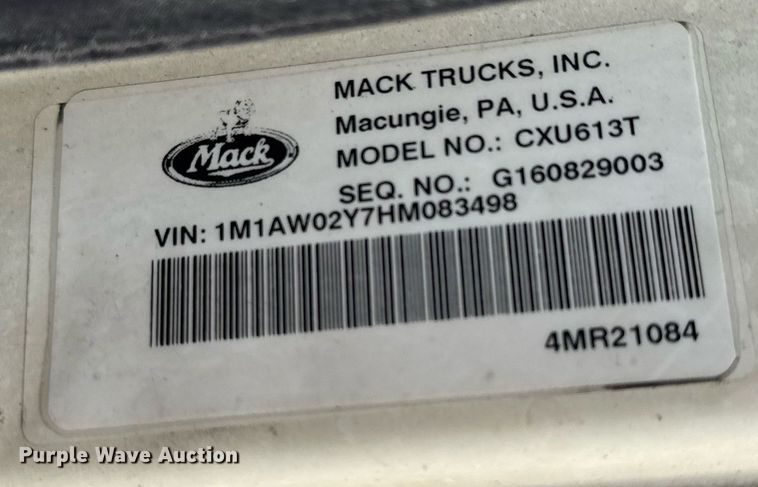 MACK TRUCKS, INC.
Macungie, PA, U.S.A.
Mack
MODEL NO.: CXU613T
SEQ. NO.: G160829003
VIN: 1M1AW02Y7HM083498
4MR21084
Purple Wave Auction